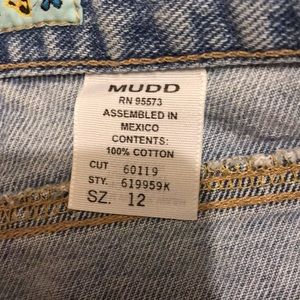 MUDD
RN 95573
ASSEMBLED IN
MEXICO
CONTENTS:
100% COTTON
CUT 60119
STY. 619959K
SZ. 12